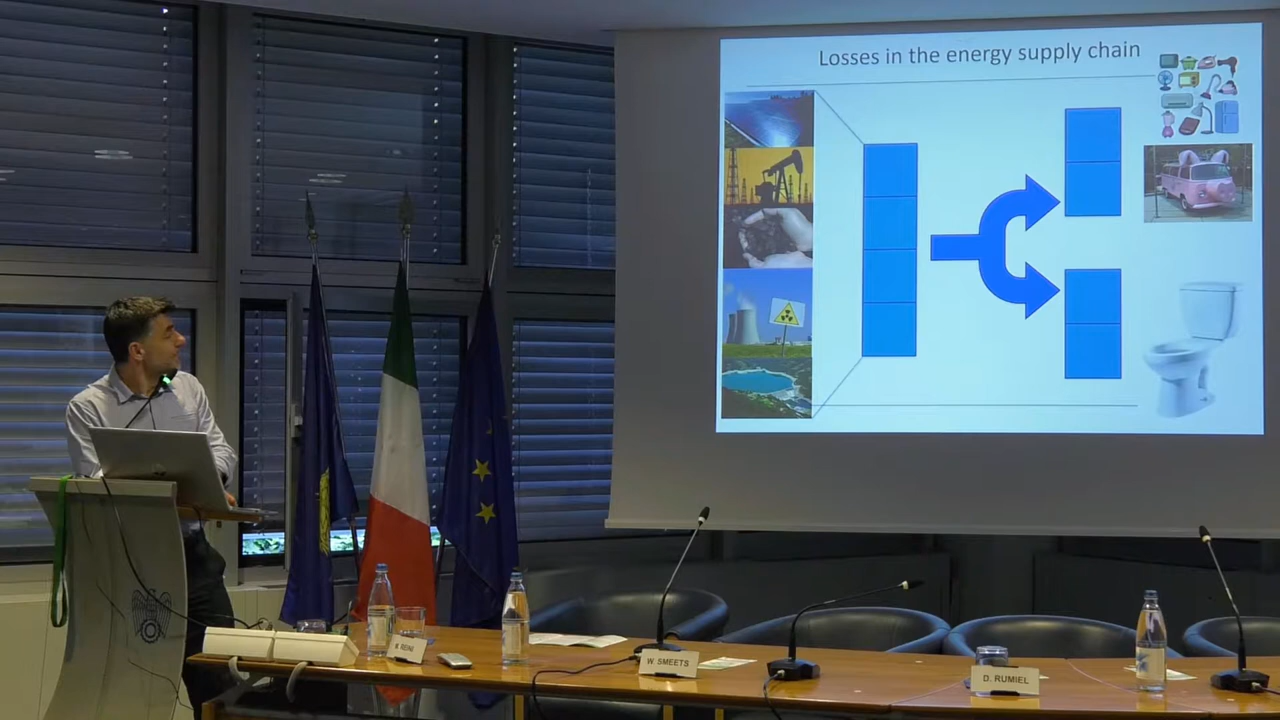 Losses in the energy supply chain
W. SMEETS
D. RUMIEL